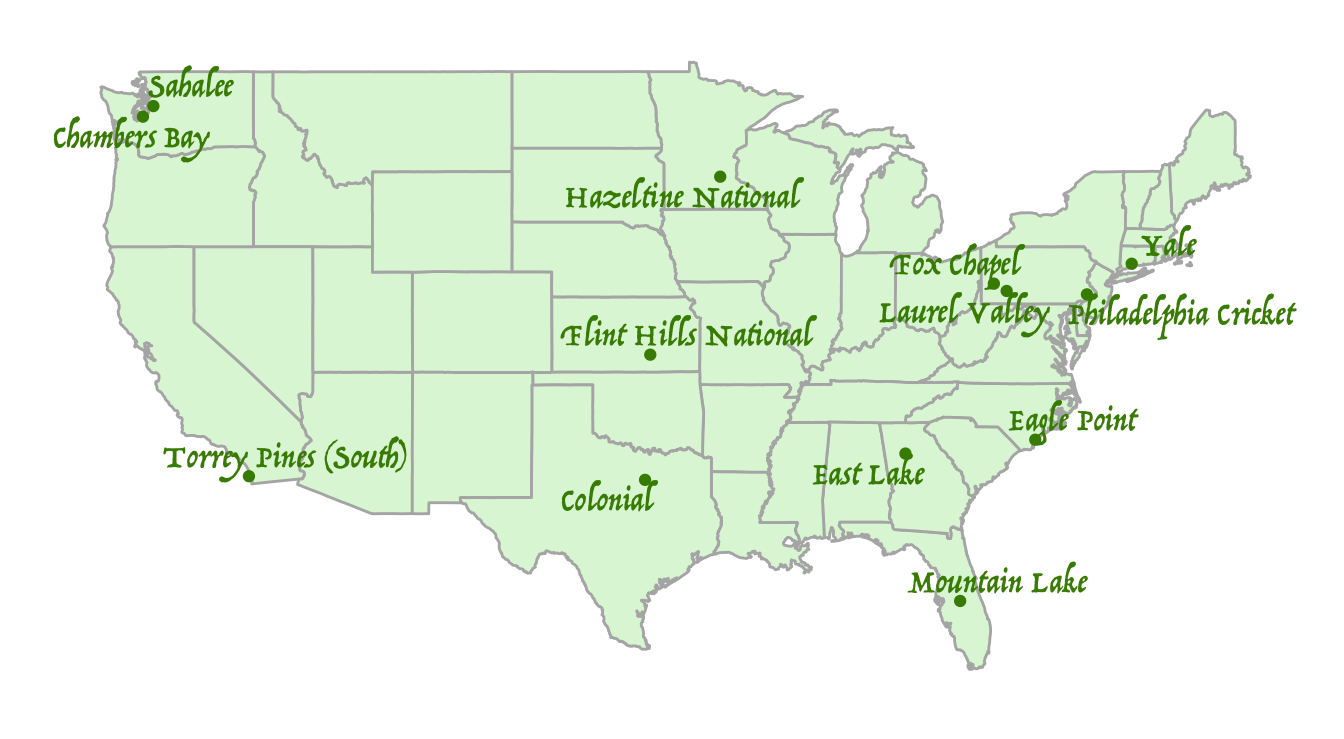 Sahalee
Chambers Bay
Hazeltine National
Yale
Fox Chapel
Laurel Valley
Philadelphia Cricket
Flint Hills National
Eagle Point
Torrey Pines (South)
East Lake
Colonial
Mountain Lake